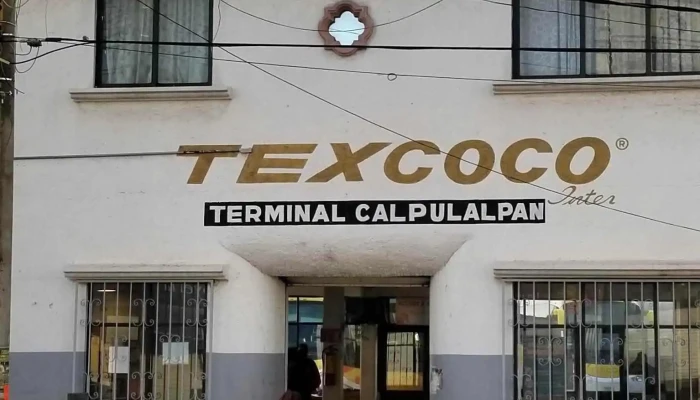 TEXCOCO®
Inter
TERMINAL CALPULALPAN